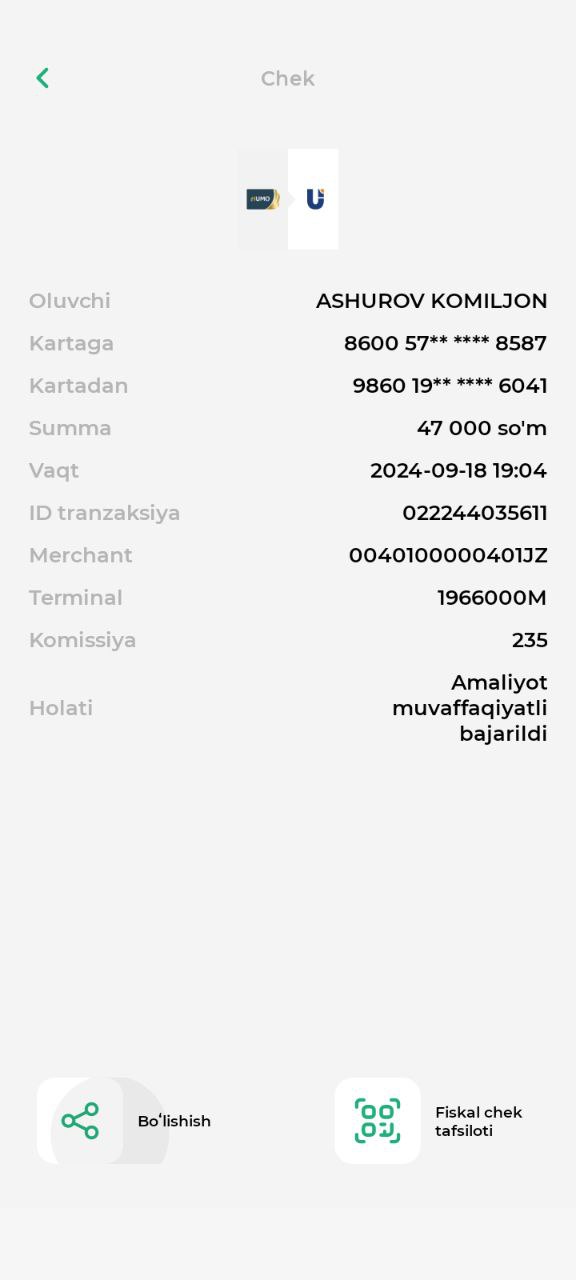 Chek
HUMO
Oluvchi ASHUROV KOMILJON
Kartaga 8600 57** **** 8587
Kartadan 9860 19** **** 6041
Summa 47 000 so'm
Vaqt 2024-09-18 19:04
ID tranzaksiya 022244035611
Merchant 0040100000401JZ
Terminal 1966000M
Komissiya 235
Holati Amaliyot
muvaffaqiyatli
bajarildi
Boʻlishish
Fiskal chek
tafsiloti